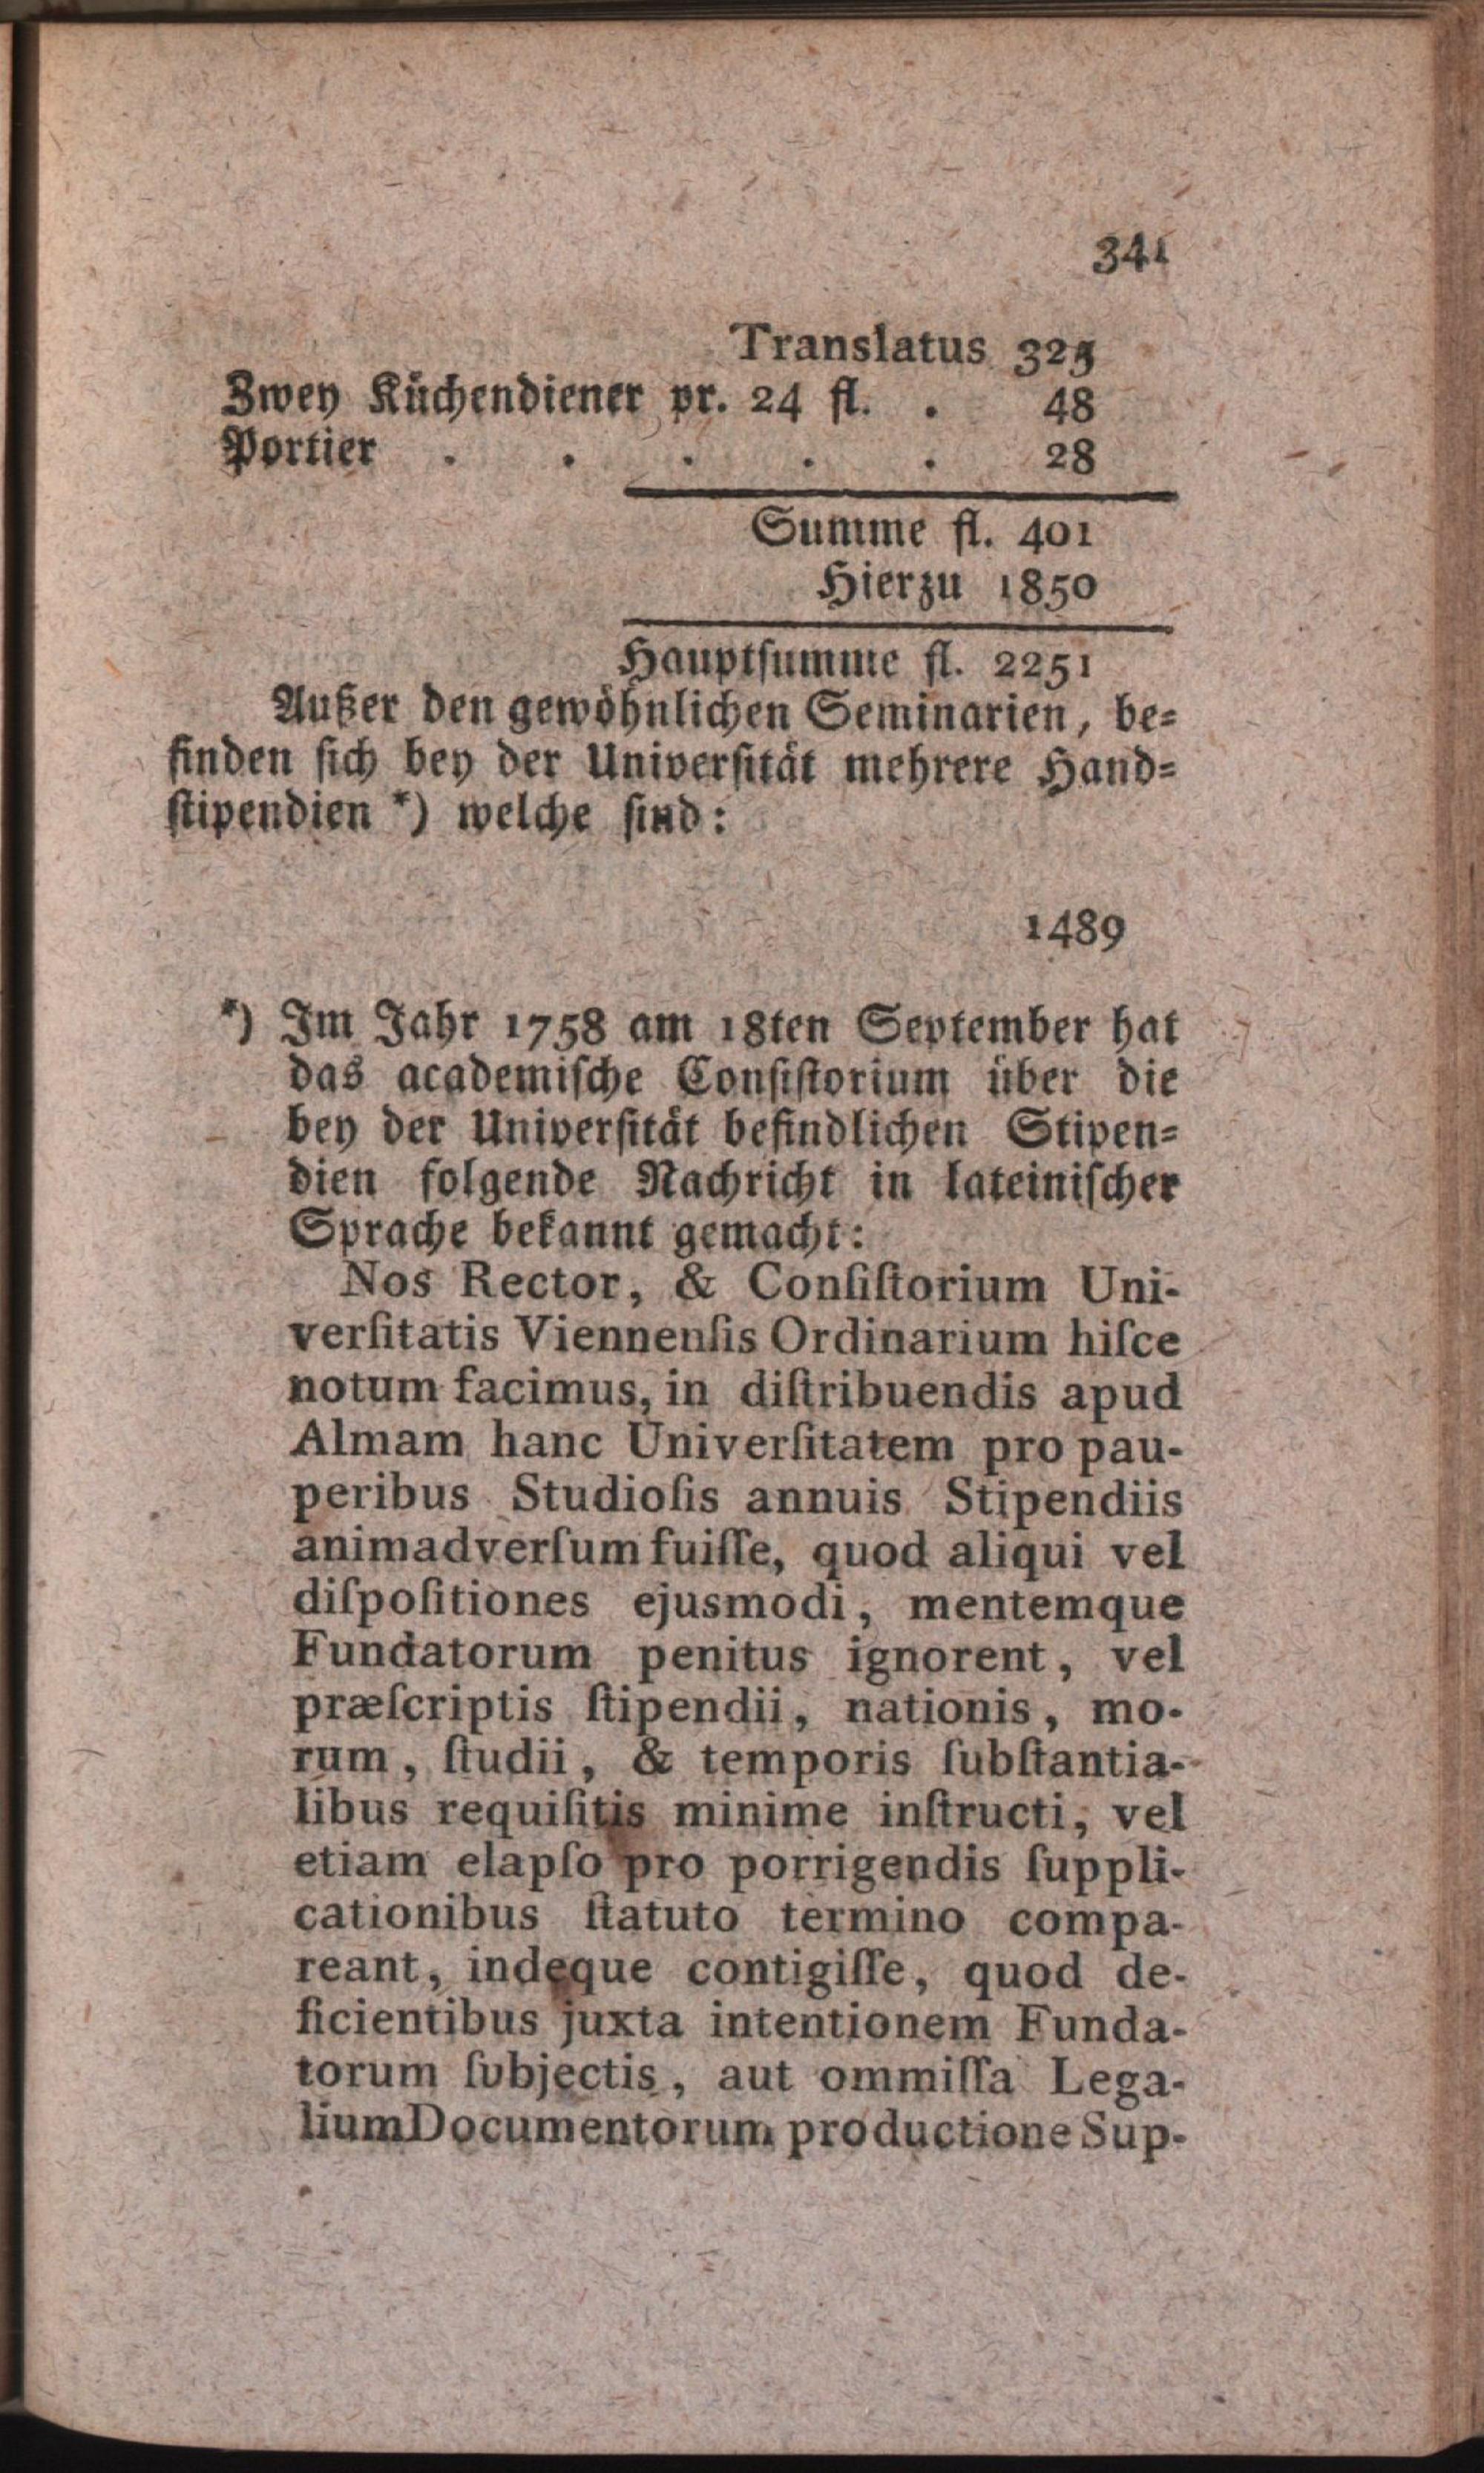 341
Translatus 325
Zwey Küchendiener pr. 24 fl. . 48
Portier . . . . . 28
Summe fl. 401
Hierzu 1850
Hauptsumme fl. 2251
Außer den gewöhnlichen Seminarien, be=
finden sich bey der Universität mehrere Hand=
stipendien *) welche sind:
1489
*) Im Jahr 1758 am 18ten September hat
das academische Consistorium über die
bey der Universität befindlichen Stipen=
dien folgende Nachricht in lateinischer
Sprache bekannt gemacht:
Nos Rector, & Conſiſtorium Uni-
verſitatis Viennenſis Ordinarium hiſce
notum facimus, in diſtribuendis apud
Almam hanc Univerſitatem pro pau-
peribus Studioſis annuis Stipendiis
animadverſum fuiſſe, quod aliqui vel
diſpoſitiones ejusmodi, mentemque
Fundatorum penitus ignorent, vel
præſcriptis ſtipendii, nationis, mo-
rum, ſtudii, & temporis ſubſtantia-
libus requiſitis minime inſtructi, vel
etiam elapſo pro porrigendis ſuppli-
cationibus ſtatuto termino compa-
reant, indeque contigiſſe, quod de-
ficientibus juxta intentionem Funda-
torum ſubjectis, aut ommiſſa Lega-
lium Documentorum productione Sup-